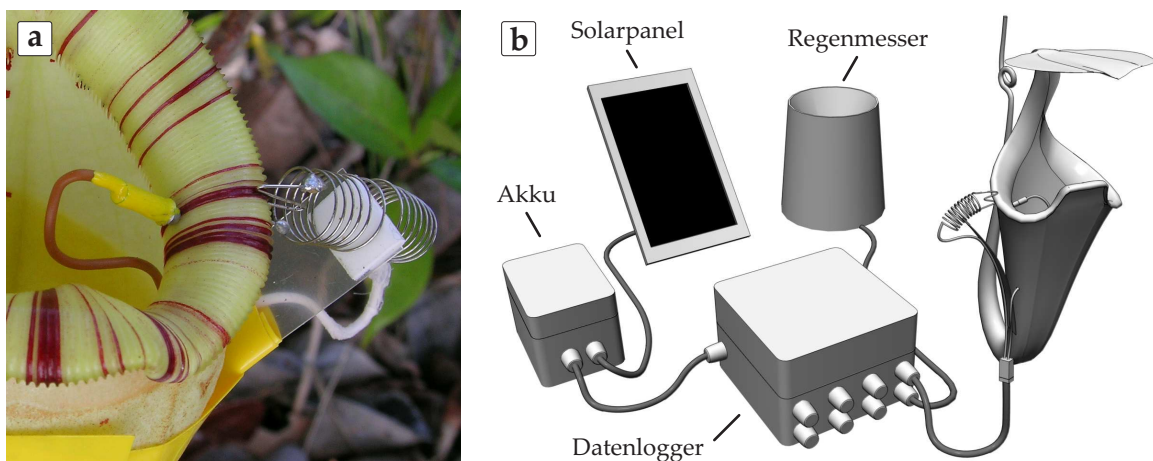 a
b
Solarpanel
Regenmesser
Akku
Datenlogger